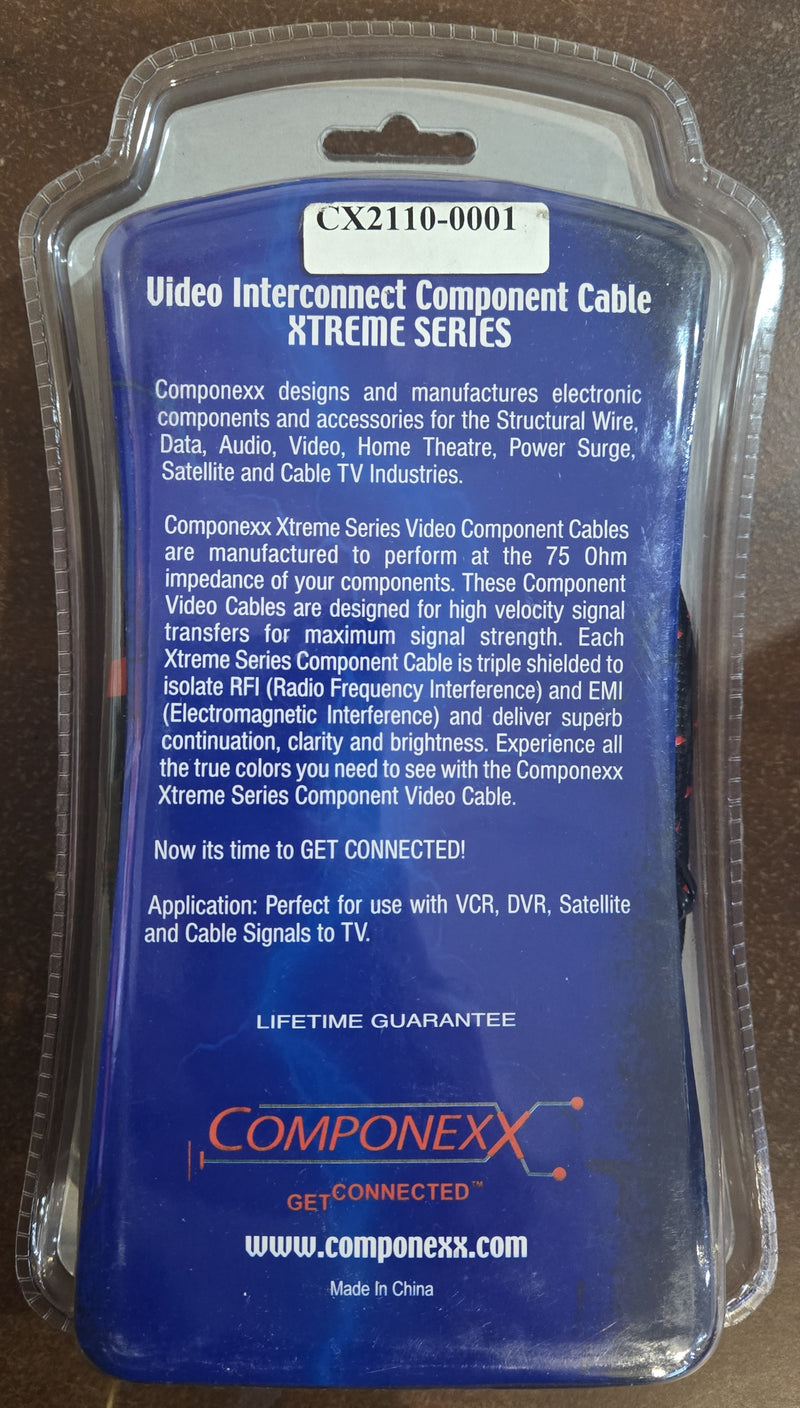 CX2110-0001
Video Interconnect Component Cable
XTREME SERIES
Componexx designs and manufactures electronic
components and accessories for the Structural Wire,
Data, Audio, Video, Home Theatre, Power Surge,
Satellite and Cable TV Industries.
Componexx Xtreme Series Video Component Cables
are manufactured to perform at the 75 Ohm
impedance of your components. These Component
Video Cables are designed for high velocity signal
transfers for maximum signal strength. Each
Xtreme Series Component Cable is triple shielded to
isolate RFI (Radio Frequency Interference) and EMI
(Electromagnetic Interference) and deliver superb
continuation, clarity and brightness. Experience all
the true colors you need to see with the Componexx
Xtreme Series Component Video Cable.
Now its time to GET CONNECTED!
Application: Perfect for use with VCR, DVR, Satellite
and Cable Signals to TV.
LIFETIME GUARANTEE
COMPONEXX
GET CONNECTED™
www.componexx.com
Made In China